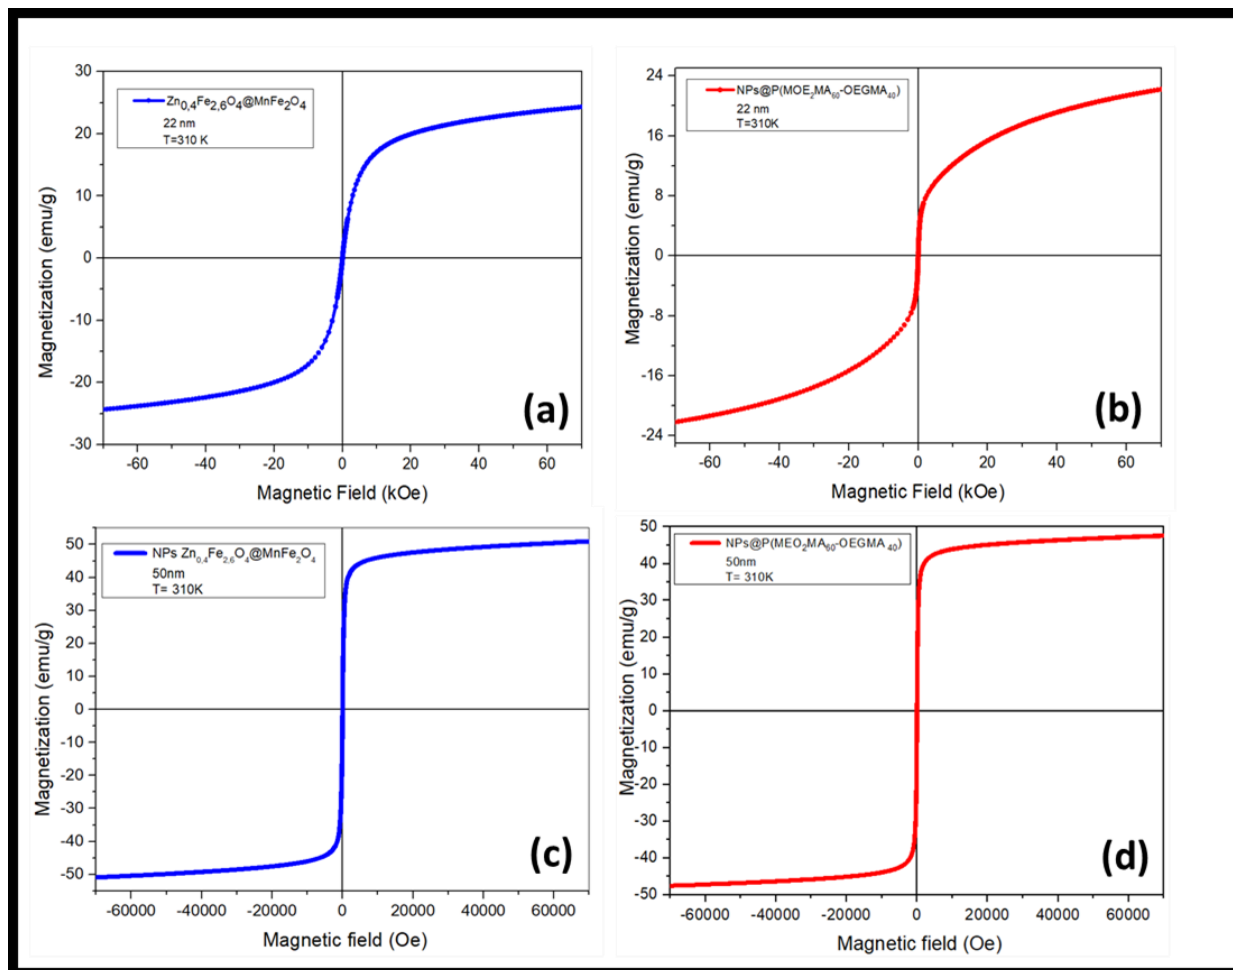 Zn0,4Fe2,6O4@MnFe2O4
22 nm
T=310 K
Magnetization (emu/g)
30
20
10
0
-10
-20
-30
-60 -40 -20 0 20 40 60
Magnetic Field (kOe)
(a)
NPs@P(MOE2MA60-OEGMA40)
22 nm
T=310K
Magnetization (emu/g)
24
16
8
0
-8
-16
-24
-60 -40 -20 0 20 40 60
Magnetic Field (kOe)
(b)
NPs Zn0,4Fe2,6O4@MnFe2O4
50nm
T= 310K
Magnetization (emu/g)
50
40
30
20
10
0
-10
-20
-30
-40
-50
-60000 -40000 -20000 0 20000 40000 60000
Magnetic field (Oe)
(c)
NPs@P(MEO2MA60-OEGMA40)
50nm
T= 310K
Magnetization (emu/g)
50
40
30
20
10
0
-10
-20
-30
-40
-50
-60000 -40000 -20000 0 20000 40000 60000
Magnetic field (Oe)
(d)